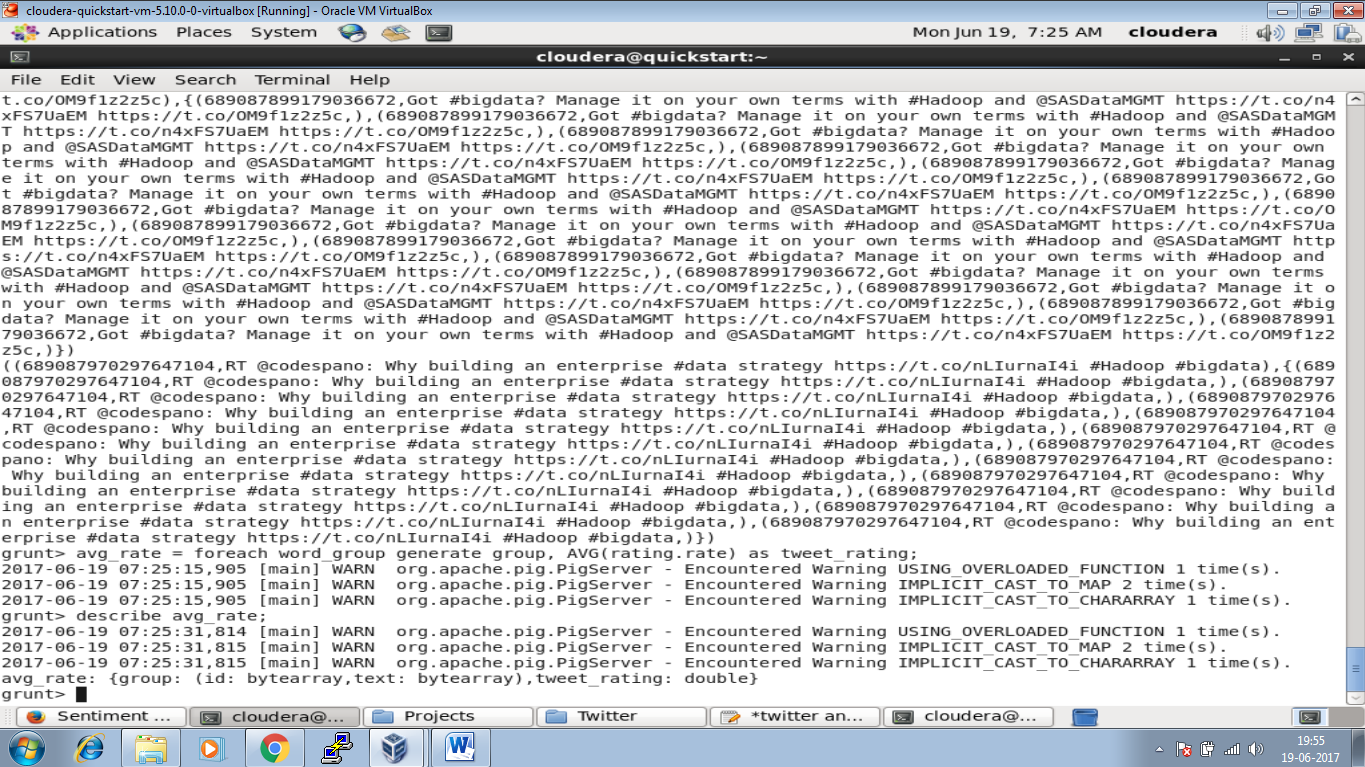 cloudera-quickstart-vm-5.10.0-0-virtualbox [Running] - Oracle VM VirtualBox
Applications Places System Mon Jun 19, 7:25 AM cloudera
cloudera@quickstart:~
File Edit View Search Terminal Help
t.co/OM9f1z2z5c),{(689087899179036672,Got #bigdata? Manage it on your own terms with #Hadoop and @SASDataMGMT https://t.co/n4
xFS7UaEM https://t.co/OM9f1z2z5c,),(689087899179036672,Got #bigdata? Manage it on your own terms with #Hadoop and @SASDataMGM
T https://t.co/n4xFS7UaEM https://t.co/OM9f1z2z5c,),(689087899179036672,Got #bigdata? Manage it on your own terms with #Hadoo
p and @SASDataMGMT https://t.co/n4xFS7UaEM https://t.co/OM9f1z2z5c,),(689087899179036672,Got #bigdata? Manage it on your own
terms with #Hadoop and @SASDataMGMT https://t.co/n4xFS7UaEM https://t.co/OM9f1z2z5c,),(689087899179036672,Got #bigdata? Manag
e it on your own terms with #Hadoop and @SASDataMGMT https://t.co/n4xFS7UaEM https://t.co/OM9f1z2z5c,),(689087899179036672,Go
t #bigdata? Manage it on your own terms with #Hadoop and @SASDataMGMT https://t.co/n4xFS7UaEM https://t.co/OM9f1z2z5c,),(6890
87899179036672,Got #bigdata? Manage it on your own terms with #Hadoop and @SASDataMGMT https://t.co/n4xFS7UaEM https://t.co/O
M9f1z2z5c,),(689087899179036672,Got #bigdata? Manage it on your own terms with #Hadoop and @SASDataMGMT https://t.co/n4xFS7Ua
EM https://t.co/OM9f1z2z5c,),(689087899179036672,Got #bigdata? Manage it on your own terms with #Hadoop and @SASDataMGMT http
s://t.co/n4xFS7UaEM https://t.co/OM9f1z2z5c,),(689087899179036672,Got #bigdata? Manage it on your own terms with #Hadoop and
@SASDataMGMT https://t.co/n4xFS7UaEM https://t.co/OM9f1z2z5c,),(689087899179036672,Got #bigdata? Manage it on your own terms
with #Hadoop and @SASDataMGMT https://t.co/n4xFS7UaEM https://t.co/OM9f1z2z5c,),(689087899179036672,Got #bigdata? Manage it o
n your own terms with #Hadoop and @SASDataMGMT https://t.co/n4xFS7UaEM https://t.co/OM9f1z2z5c,),(689087899179036672,Got #big
data? Manage it on your own terms with #Hadoop and @SASDataMGMT https://t.co/n4xFS7UaEM https://t.co/OM9f1z2z5c,),(6890878991
79036672,Got #bigdata? Manage it on your own terms with #Hadoop and @SASDataMGMT https://t.co/n4xFS7UaEM https://t.co/OM9f1z2
z5c,)})
((689087970297647104,RT @codespano: Why building an enterprise #data strategy https://t.co/nLIurnaI4i #Hadoop #bigdata),{(689
087970297647104,RT @codespano: Why building an enterprise #data strategy https://t.co/nLIurnaI4i #Hadoop #bigdata,),(68908797
0297647104,RT @codespano: Why building an enterprise #data strategy https://t.co/nLIurnaI4i #Hadoop #bigdata,),(6890879702976
47104,RT @codespano: Why building an enterprise #data strategy https://t.co/nLIurnaI4i #Hadoop #bigdata,),(689087970297647104
,RT @codespano: Why building an enterprise #data strategy https://t.co/nLIurnaI4i #Hadoop #bigdata,),(689087970297647104,RT @
codespano: Why building an enterprise #data strategy https://t.co/nLIurnaI4i #Hadoop #bigdata,),(689087970297647104,RT @codes
pano: Why building an enterprise #data strategy https://t.co/nLIurnaI4i #Hadoop #bigdata,),(689087970297647104,RT @codespano:
Why building an enterprise #data strategy https://t.co/nLIurnaI4i #Hadoop #bigdata,),(689087970297647104,RT @codespano: Why
building an enterprise #data strategy https://t.co/nLIurnaI4i #Hadoop #bigdata,),(689087970297647104,RT @codespano: Why build
ing an enterprise #data strategy https://t.co/nLIurnaI4i #Hadoop #bigdata,),(689087970297647104,RT @codespano: Why building a
n enterprise #data strategy https://t.co/nLIurnaI4i #Hadoop #bigdata,),(689087970297647104,RT @codespano: Why building an ent
erprise #data strategy https://t.co/nLIurnaI4i #Hadoop #bigdata,)})
grunt> avg_rate = foreach word_group generate group, AVG(rating.rate) as tweet_rating;
2017-06-19 07:25:15,905 [main] WARN org.apache.pig.PigServer - Encountered Warning USING_OVERLOADED_FUNCTION 1 time(s).
2017-06-19 07:25:15,905 [main] WARN org.apache.pig.PigServer - Encountered Warning IMPLICIT_CAST_TO_MAP 2 time(s).
2017-06-19 07:25:15,905 [main] WARN org.apache.pig.PigServer - Encountered Warning IMPLICIT_CAST_TO_CHARARRAY 1 time(s).
grunt> describe avg_rate;
2017-06-19 07:25:31,814 [main] WARN org.apache.pig.PigServer - Encountered Warning USING_OVERLOADED_FUNCTION 1 time(s).
2017-06-19 07:25:31,815 [main] WARN org.apache.pig.PigServer - Encountered Warning IMPLICIT_CAST_TO_MAP 2 time(s).
2017-06-19 07:25:31,815 [main] WARN org.apache.pig.PigServer - Encountered Warning IMPLICIT_CAST_TO_CHARARRAY 1 time(s).
avg_rate: {group: (id: bytearray,text: bytearray),tweet_rating: double}
grunt>
Sentiment ... cloudera@... Projects Twitter *twitter an... cloudera@...
19:55
19-06-2017